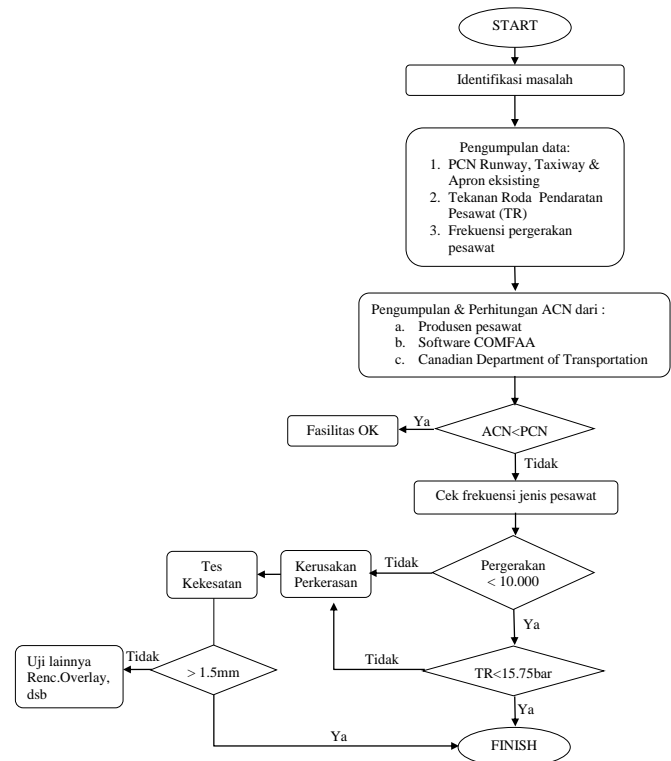 START
Identifikasi masalah
Pengumpulan data:
1. PCN Runway, Taxiway &
Apron eksisting
2. Tekanan Roda Pendaratan
Pesawat (TR)
3. Frekuensi pergerakan
pesawat
Pengumpulan & Perhitungan ACN dari :
a. Produsen pesawat
b. Software COMFAA
c. Canadian Department of Transportation
ACN<PCN
Ya
Fasilitas OK
Tidak
Cek frekuensi jenis pesawat
Pergerakan
< 10.000
Tidak
Kerusakan
Perkerasan
Tes
Kekesatan
Ya
TR<15.75bar
Tidak
Ya
> 1.5mm
Tidak
Uji lainnya
Renc.Overlay,
dsb
Ya
FINISH